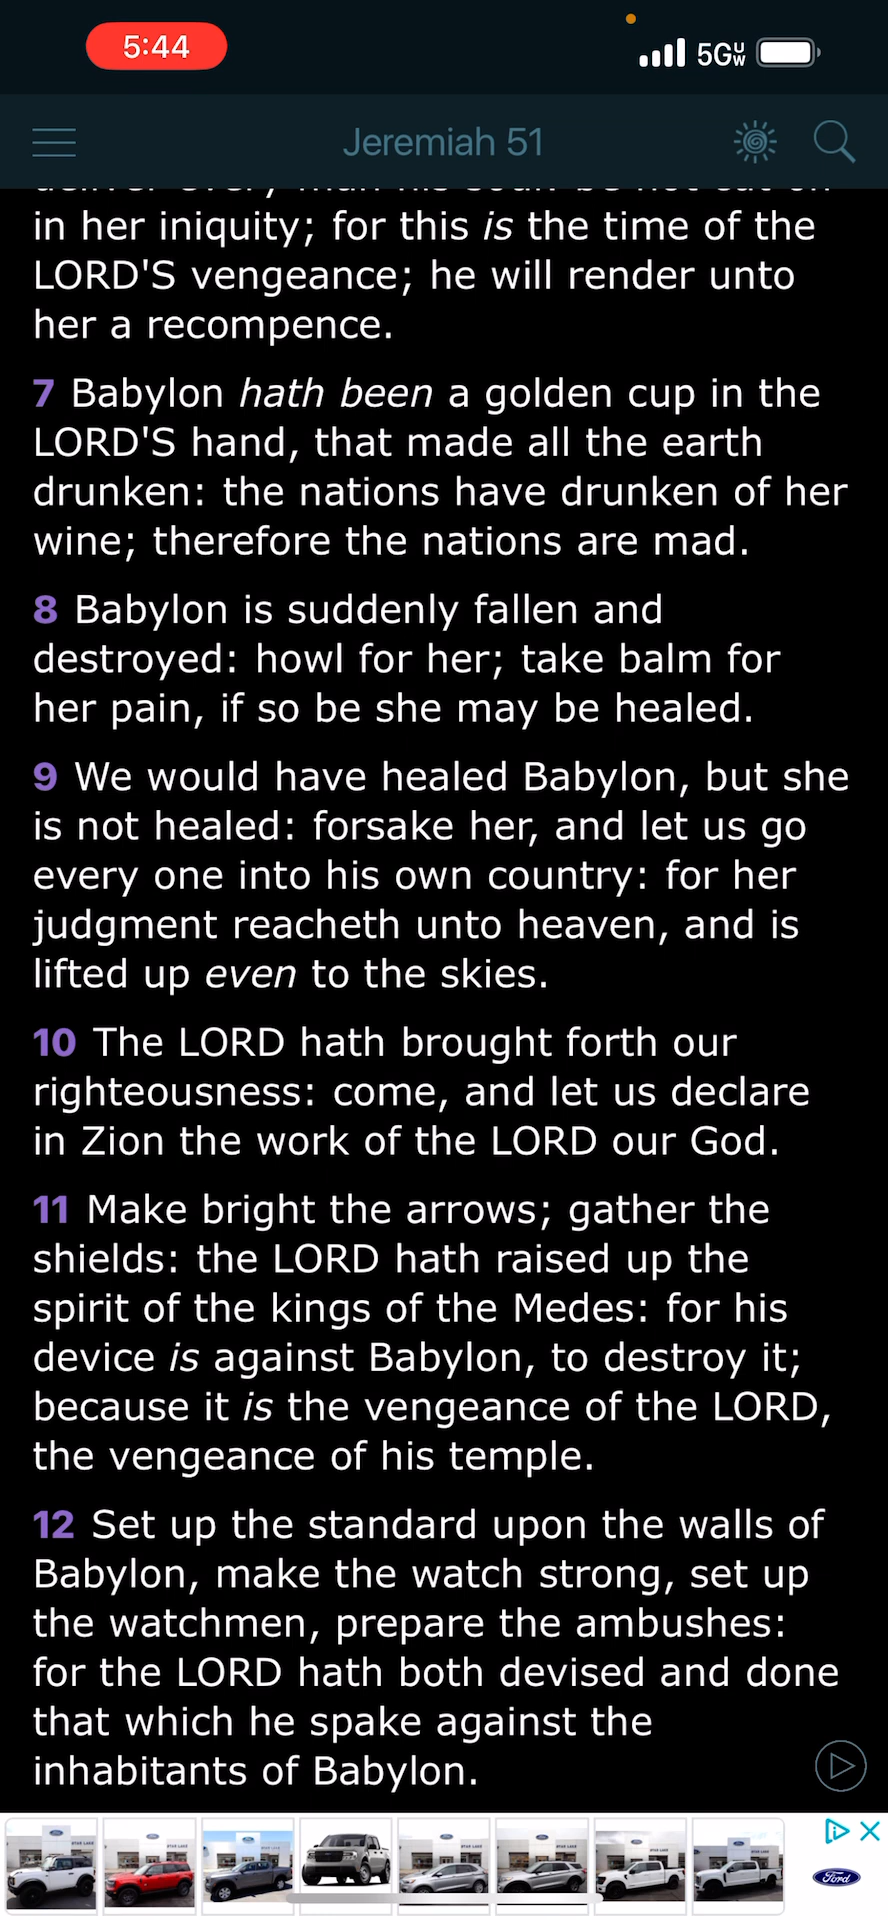 5:44
5G UW
Jeremiah 51
in her iniquity; for this is the time of the
LORD'S vengeance; he will render unto
her a recompence.
7 Babylon hath been a golden cup in the
LORD'S hand, that made all the earth
drunken: the nations have drunken of her
wine; therefore the nations are mad.
8 Babylon is suddenly fallen and
destroyed: howl for her; take balm for
her pain, if so be she may be healed.
9 We would have healed Babylon, but she
is not healed: forsake her, and let us go
every one into his own country: for her
judgment reacheth unto heaven, and is
lifted up even to the skies.
10 The LORD hath brought forth our
righteousness: come, and let us declare
in Zion the work of the LORD our God.
11 Make bright the arrows; gather the
shields: the LORD hath raised up the
spirit of the kings of the Medes: for his
device is against Babylon, to destroy it;
because it is the vengeance of the LORD,
the vengeance of his temple.
12 Set up the standard upon the walls of
Babylon, make the watch strong, set up
the watchmen, prepare the ambushes:
for the LORD hath both devised and done
that which he spake against the
inhabitants of Babylon.
Ford